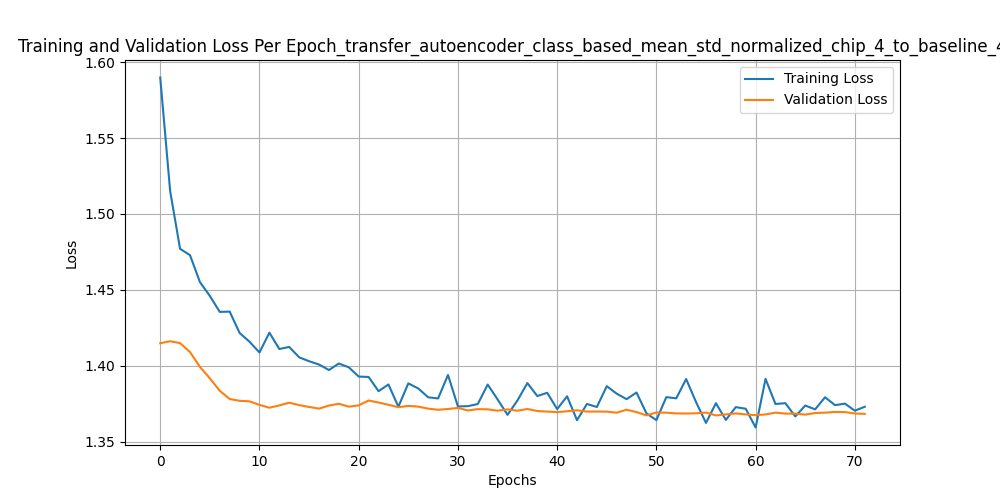 Training and Validation Loss Per Epoch_transfer_autoencoder_class_based_mean_std_normalized_chip_4_to_baseline_4
Training Loss
Validation Loss
1.60
1.55
1.50
1.45
1.40
1.35
Loss
0 10 20 30 40 50 60 70
Epochs